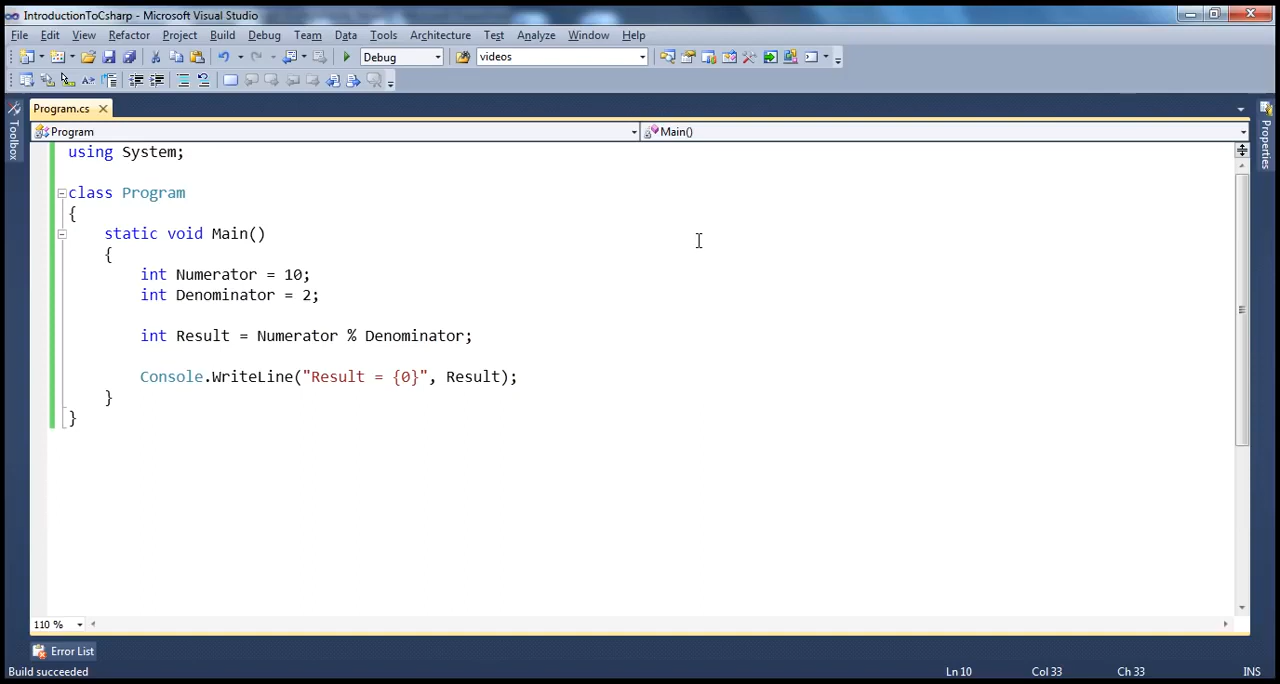 IntroductionToCsharp - Microsoft Visual Studio
File Edit View Refactor Project Build Debug Team Data Tools Architecture Test Analyze Window Help
Debug videos
Program.cs
Toolbox
Properties
Program Main()
using System;
class Program
{
static void Main()
{
int Numerator = 10;
int Denominator = 2;
int Result = Numerator % Denominator;
Console.WriteLine("Result = {0}", Result);
}
}
110 %
Error List
Build succeeded Ln 10 Col 33 Ch 33 INS